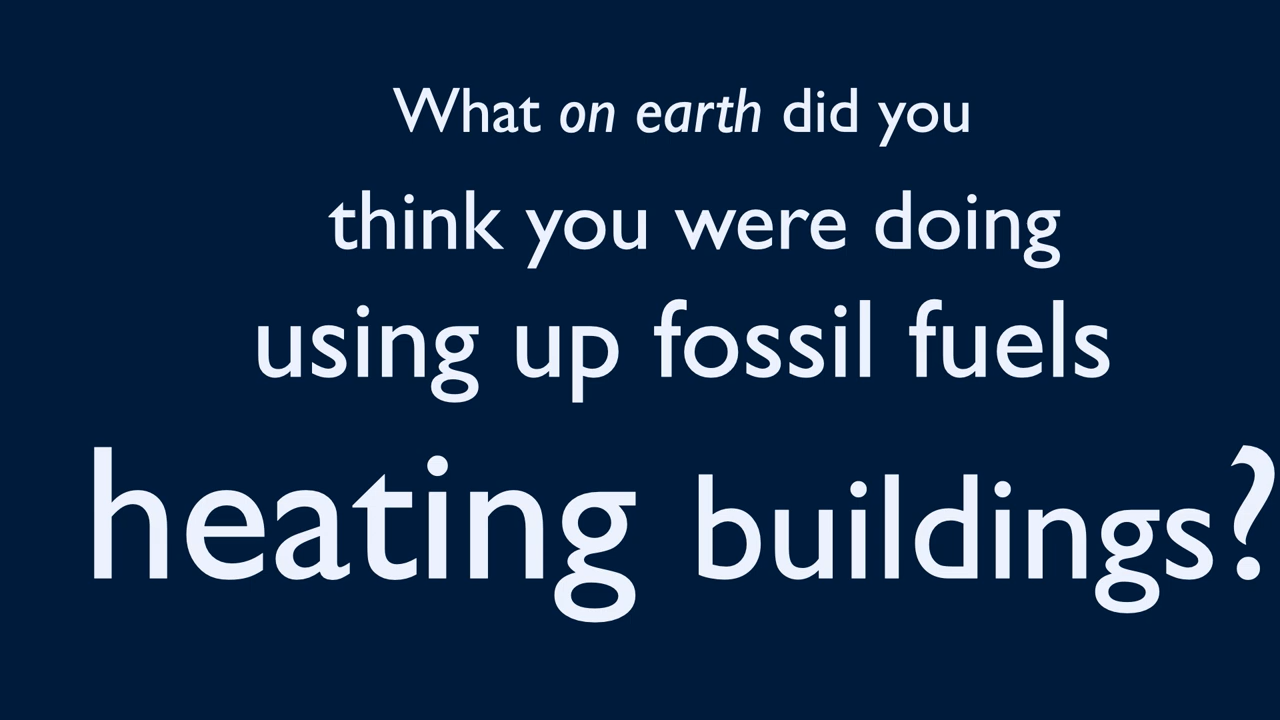 What on earth did you
think you were doing
using up fossil fuels
heating buildings?